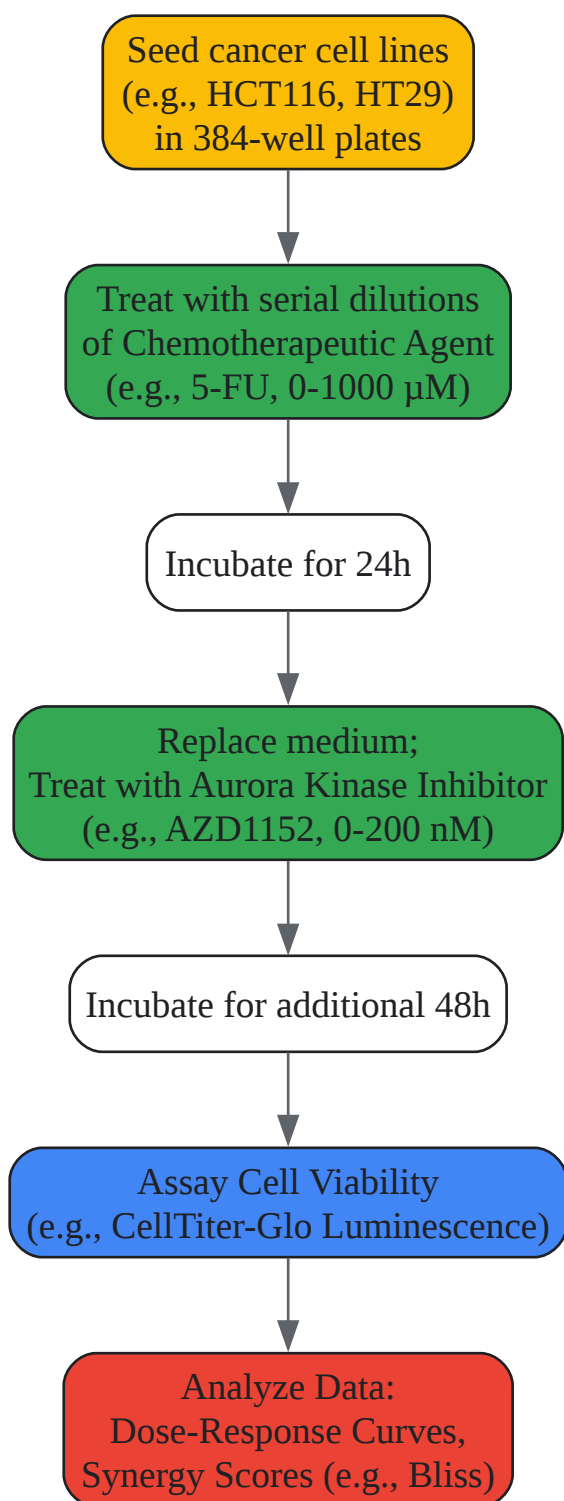 Seed cancer cell lines
(e.g., HCT116, HT29)
in 384-well plates
Treat with serial dilutions
of Chemotherapeutic Agent
(e.g., 5-FU, 0-1000 µM)
Incubate for 24h
Replace medium;
Treat with Aurora Kinase Inhibitor
(e.g., AZD1152, 0-200 nM)
Incubate for additional 48h
Assay Cell Viability
(e.g., CellTiter-Glo Luminescence)
Analyze Data:
Dose-Response Curves,
Synergy Scores (e.g., Bliss)